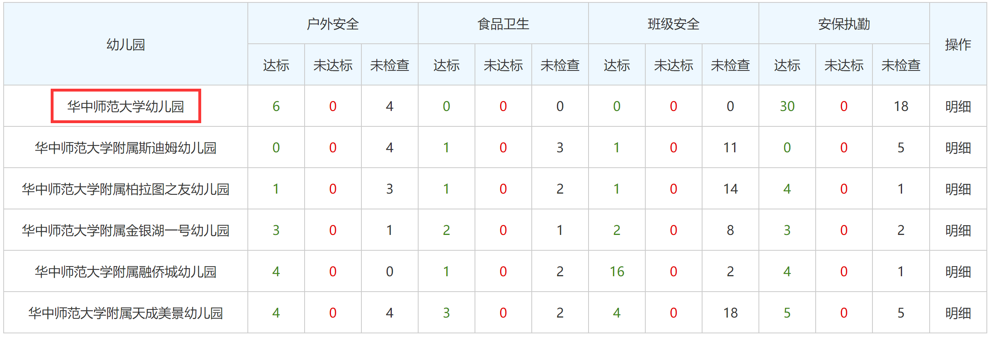 幼儿园 户外安全 食品卫生 班级安全 安保执勤 操作
达标 未达标 未检查 达标 未达标 未检查 达标 未达标 未检查 达标 未达标 未检查
华中师范大学幼儿园 6 0 4 0 0 0 0 0 0 30 0 18 明细
华中师范大学附属斯迪姆幼儿园 0 0 4 1 0 3 1 0 11 0 0 5 明细
华中师范大学附属柏拉图之友幼儿园 1 0 3 1 0 2 1 0 14 4 0 1 明细
华中师范大学附属金银湖一号幼儿园 3 0 1 2 0 1 2 0 8 3 0 2 明细
华中师范大学附属融侨城幼儿园 4 0 0 1 0 2 16 0 2 4 0 1 明细
华中师范大学附属天成美景幼儿园 4 0 4 3 0 2 4 0 18 5 0 5 明细